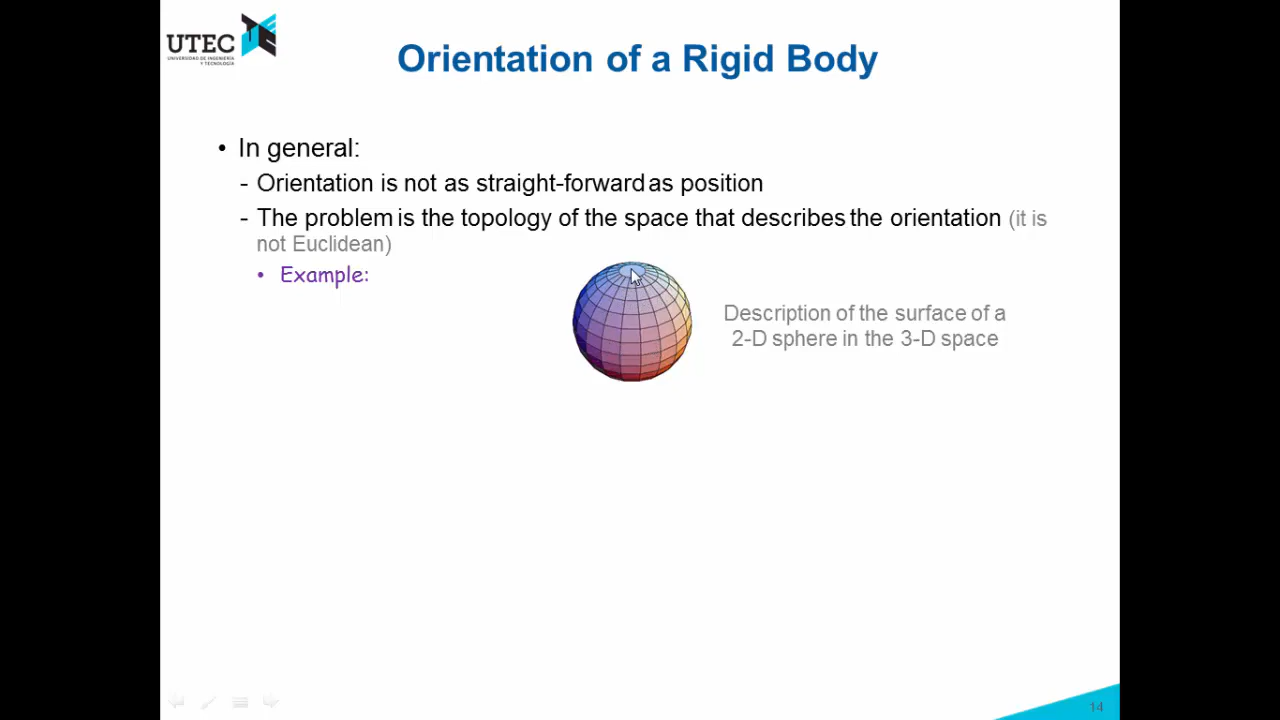 UTEC
UNIVERSIDAD DE INGENIERÍA
Y TECNOLOGÍA
Orientation of a Rigid Body
• In general:
- Orientation is not as straight-forward as position
- The problem is the topology of the space that describes the orientation (it is
not Euclidean)
• Example:
Description of the surface of a
2-D sphere in the 3-D space
14